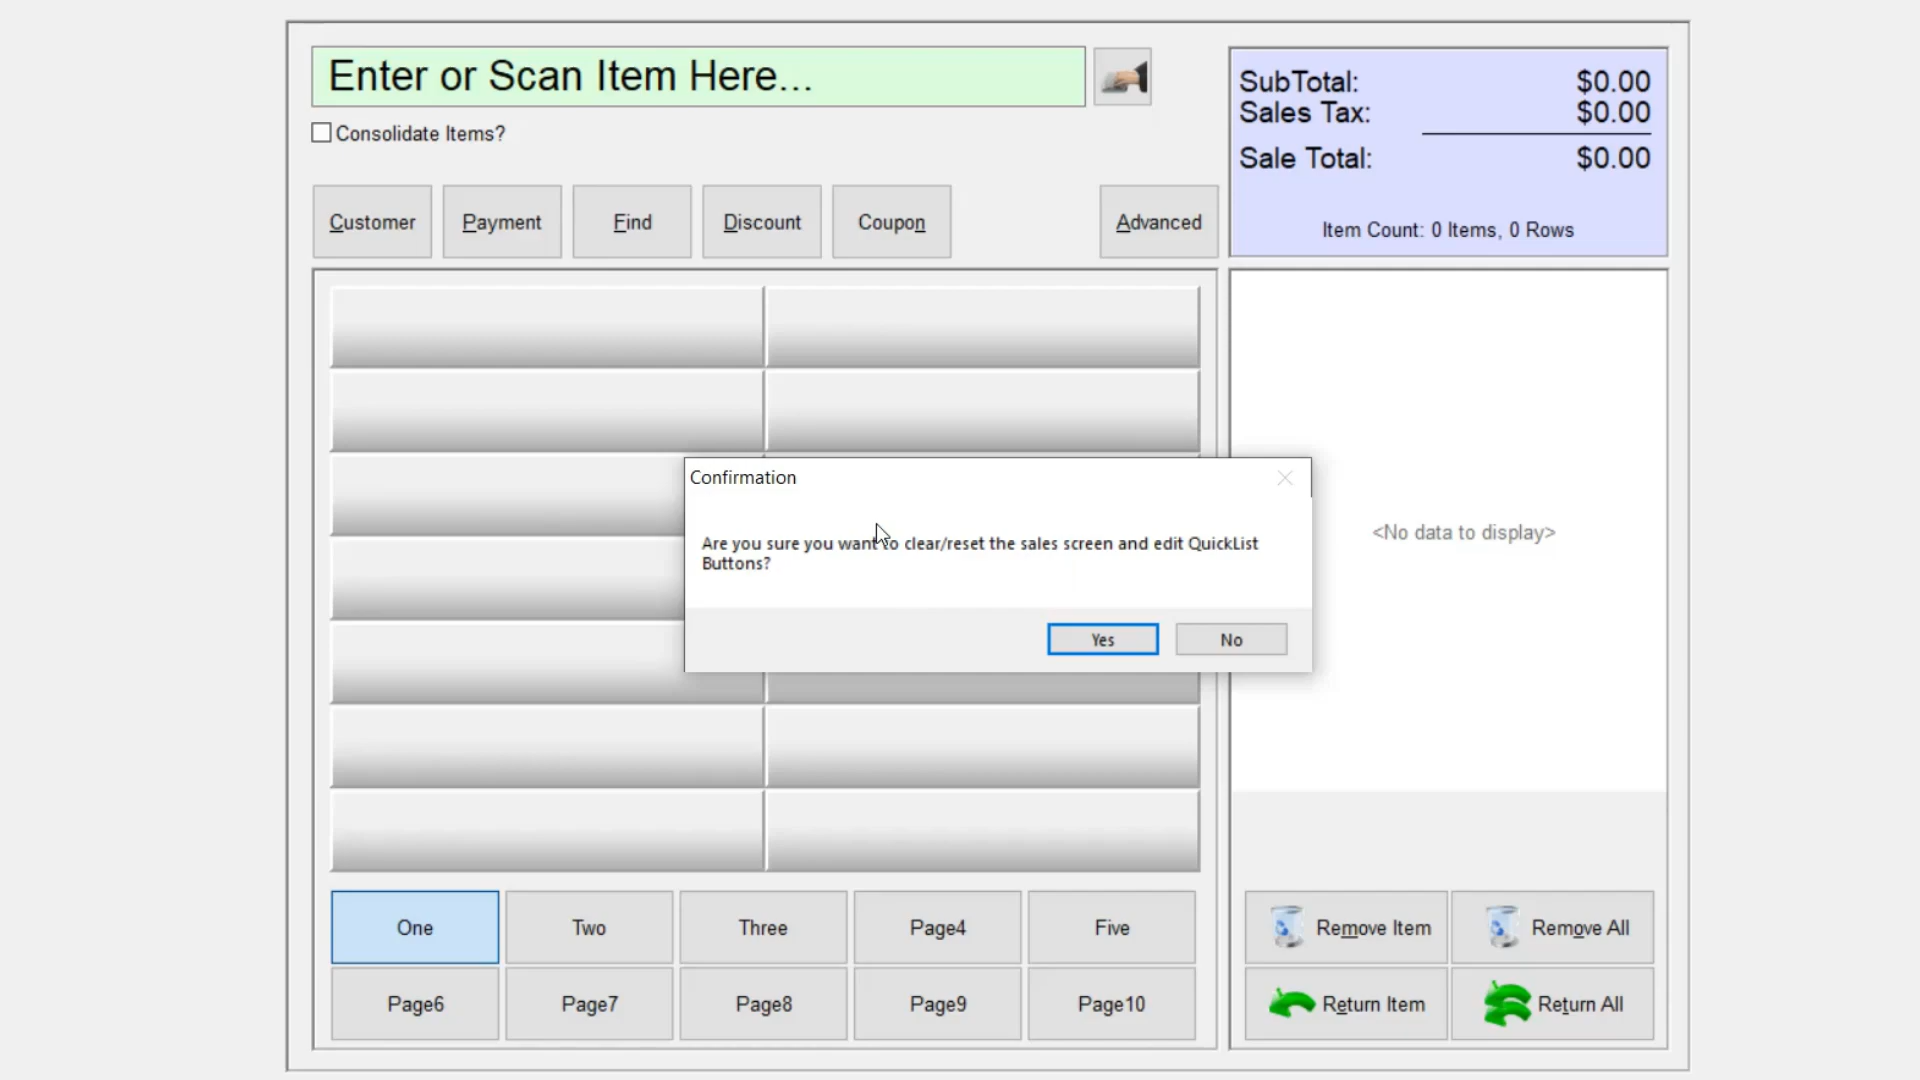 Enter or Scan Item Here...
Consolidate Items?
SubTotal: $0.00
Sales Tax: $0.00
Sale Total: $0.00
Item Count: 0 Items, 0 Rows
Customer Payment Find Discount Coupon Advanced
Confirmation
Are you sure you want to clear/reset the sales screen and edit QuickList
Buttons?
Yes No
<No data to display>
One Two Three Page4 Five
Page6 Page7 Page8 Page9 Page10
Remove Item Remove All
Return Item Return All